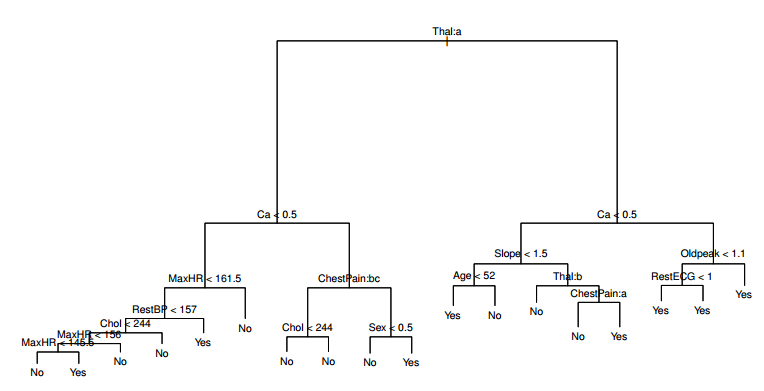 Thal:a
Ca < 0.5
Ca < 0.5
Slope < 1.5
Oldpeak < 1.1
MaxHR < 161.5
ChestPain:bc
Age < 52
Thal:b
RestECG < 1
ChestPain:a
Yes
RestBP < 157
Yes
No
No
Yes
Yes
Chol < 244
Chol < 244
Sex < 0.5
No
MaxHR < 156
No
Yes
MaxHR < 145.5
Yes
No
No
No
No
No
Yes
No
Yes